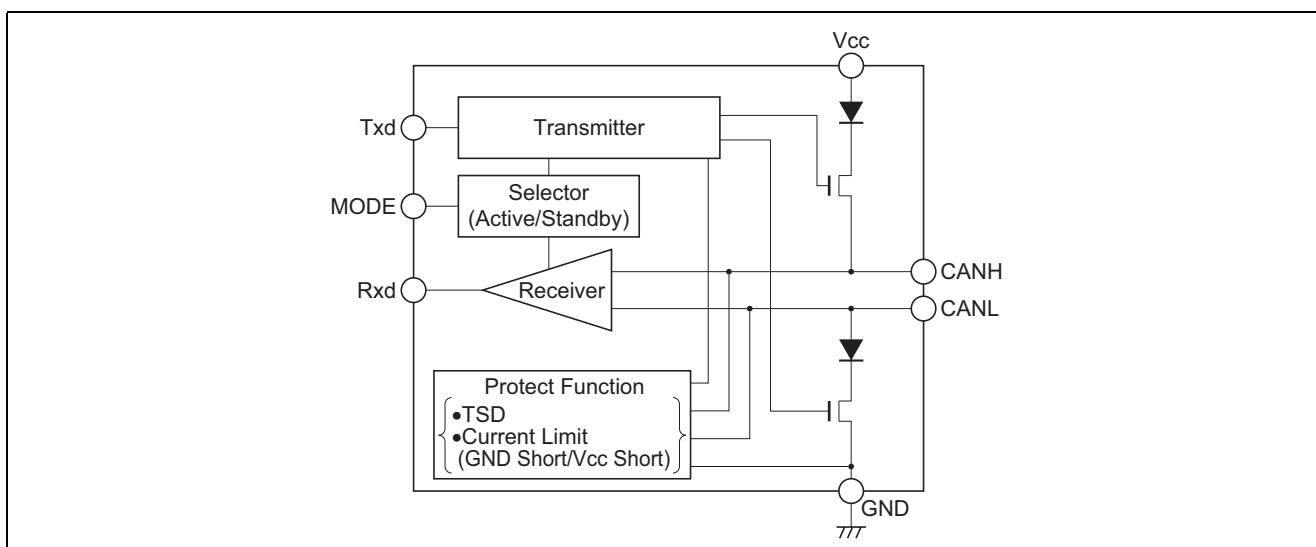 Vcc
Txd
Transmitter
MODE
Selector
(Active/Standby)
Rxd
Receiver
CANH
CANL
Protect Function
•TSD
•Current Limit
(GND Short/Vcc Short)
GND